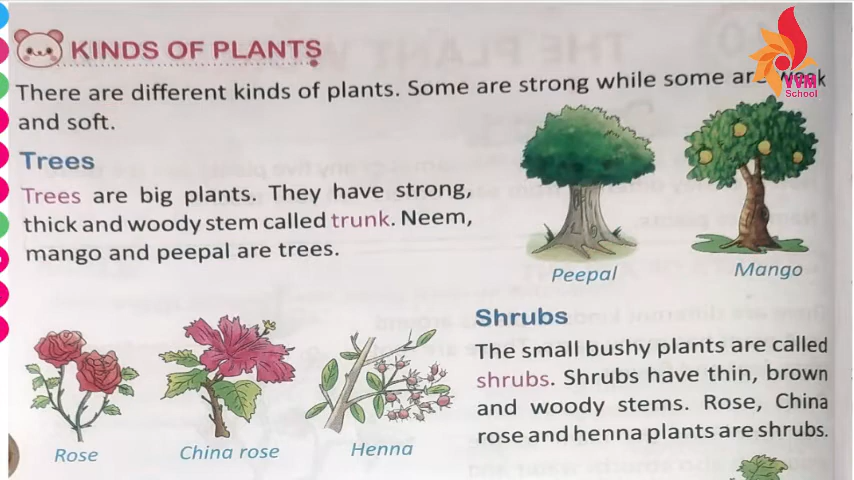 KINDS OF PLANTS
There are different kinds of plants. Some are strong while some are weak
and soft.
Trees
Trees are big plants. They have strong,
thick and woody stem called trunk. Neem,
mango and peepal are trees.
Peepal
Mango
Shrubs
The small bushy plants are called
shrubs. Shrubs have thin, brown
and woody stems. Rose, China
rose and henna plants are shrubs.
Rose
China rose
Henna
YVM
School